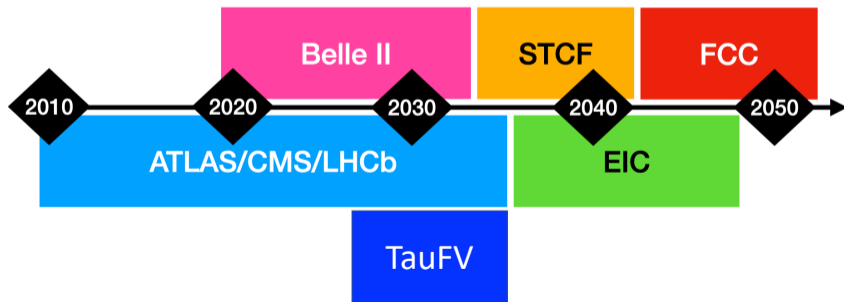 Belle II
STCF
FCC
2010
2020
2030
2040
2050
ATLAS/CMS/LHCb
EIC
TauFV